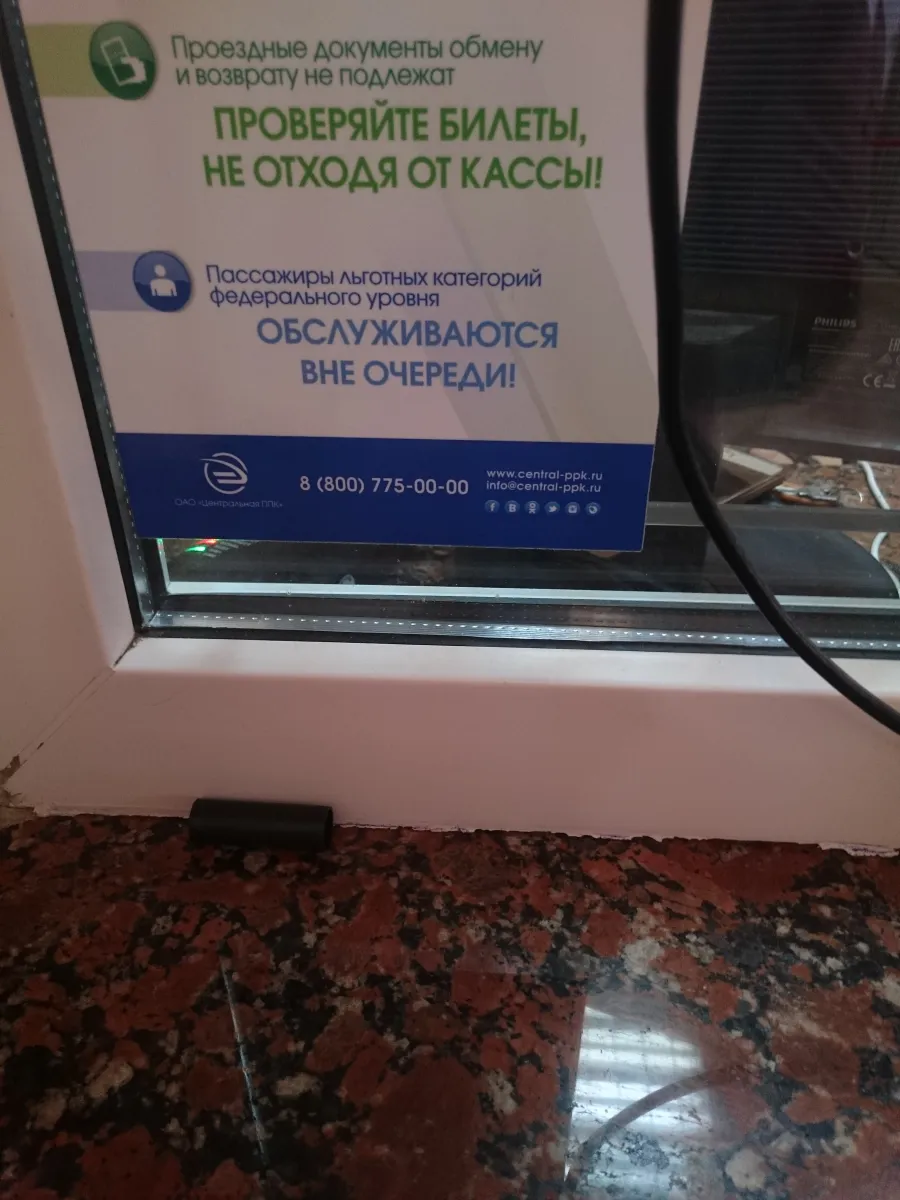 Проездные документы обмену
и возврату не подлежат
ПРОВЕРЯЙТЕ БИЛЕТЫ,
НЕ ОТХОДЯ ОТ КАССЫ!
Пассажиры льготных категорий
федерального уровня
ОБСЛУЖИВАЮТСЯ
ВНЕ ОЧЕРЕДИ!
ОАО «Центральная ППК»
8 (800) 775-00-00
www.central-ppk.ru
info@central-ppk.ru
PHILIPS
CE